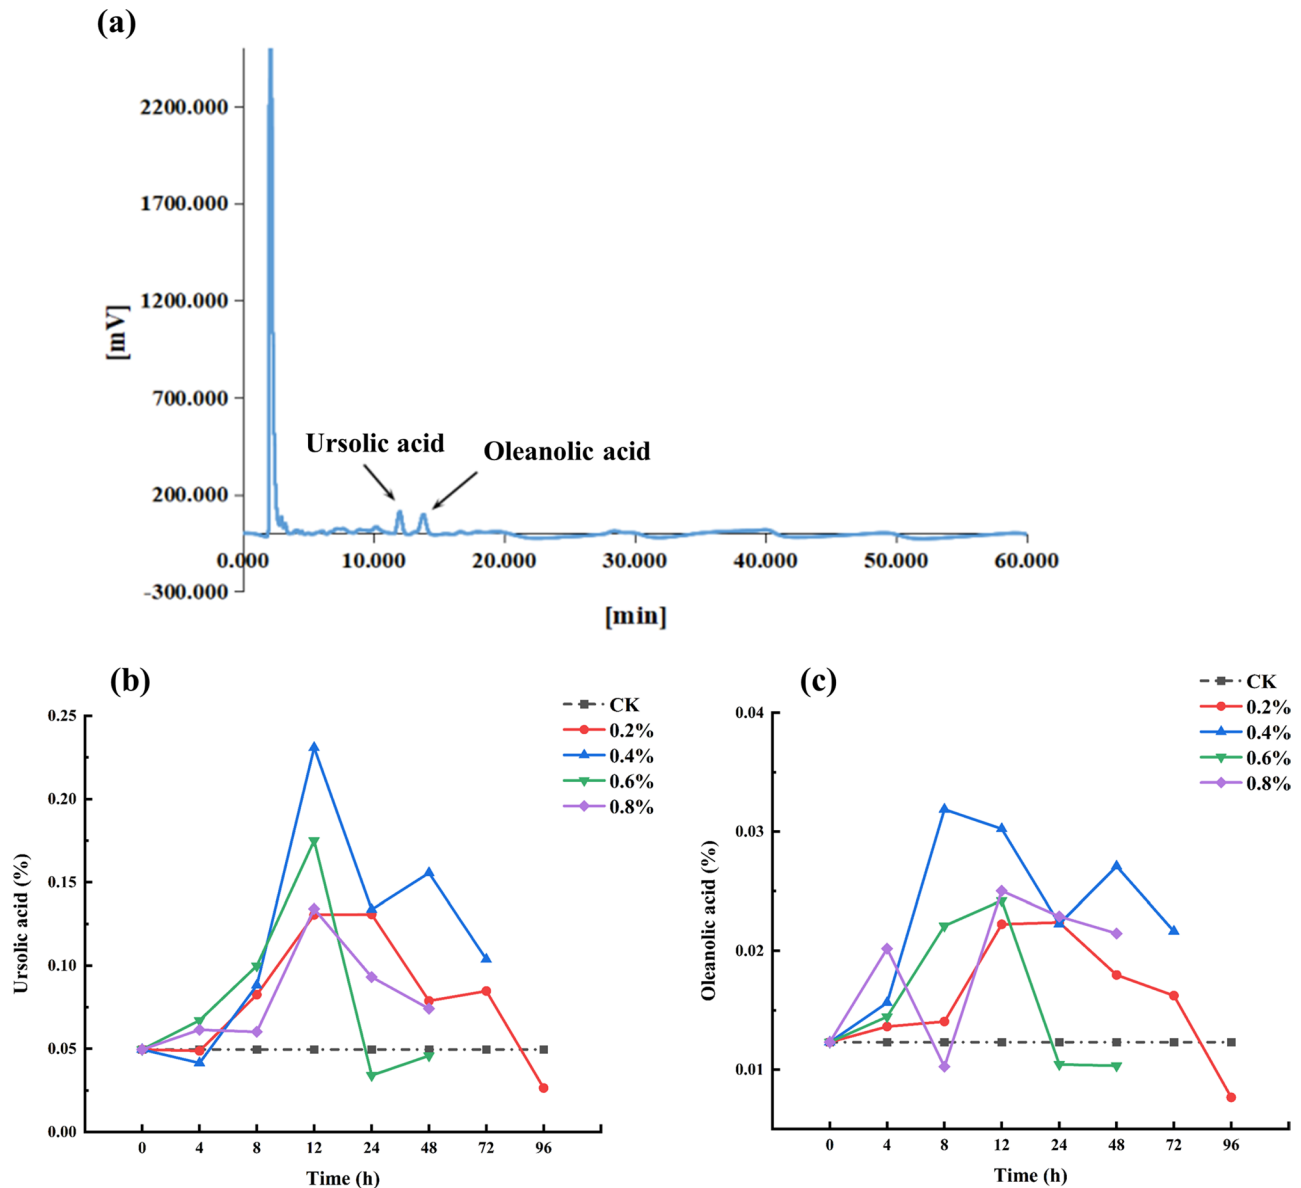 (a)
2200.000
1700.000
1200.000
700.000
200.000
-300.000
[mV]
Ursolic acid
Oleanolic acid
0.000 10.000 20.000 30.000 40.000 50.000 60.000
[min]
(b)
CK
0.2%
0.4%
0.6%
0.8%
0.25
0.20
0.15
0.10
0.05
0.00
Ursolic acid (%)
0 4 8 12 24 48 72 96
Time (h)
(c)
CK
0.2%
0.4%
0.6%
0.8%
0.04
0.03
0.02
0.01
Oleanolic acid (%)
0 4 8 12 24 48 72 96
Time (h)